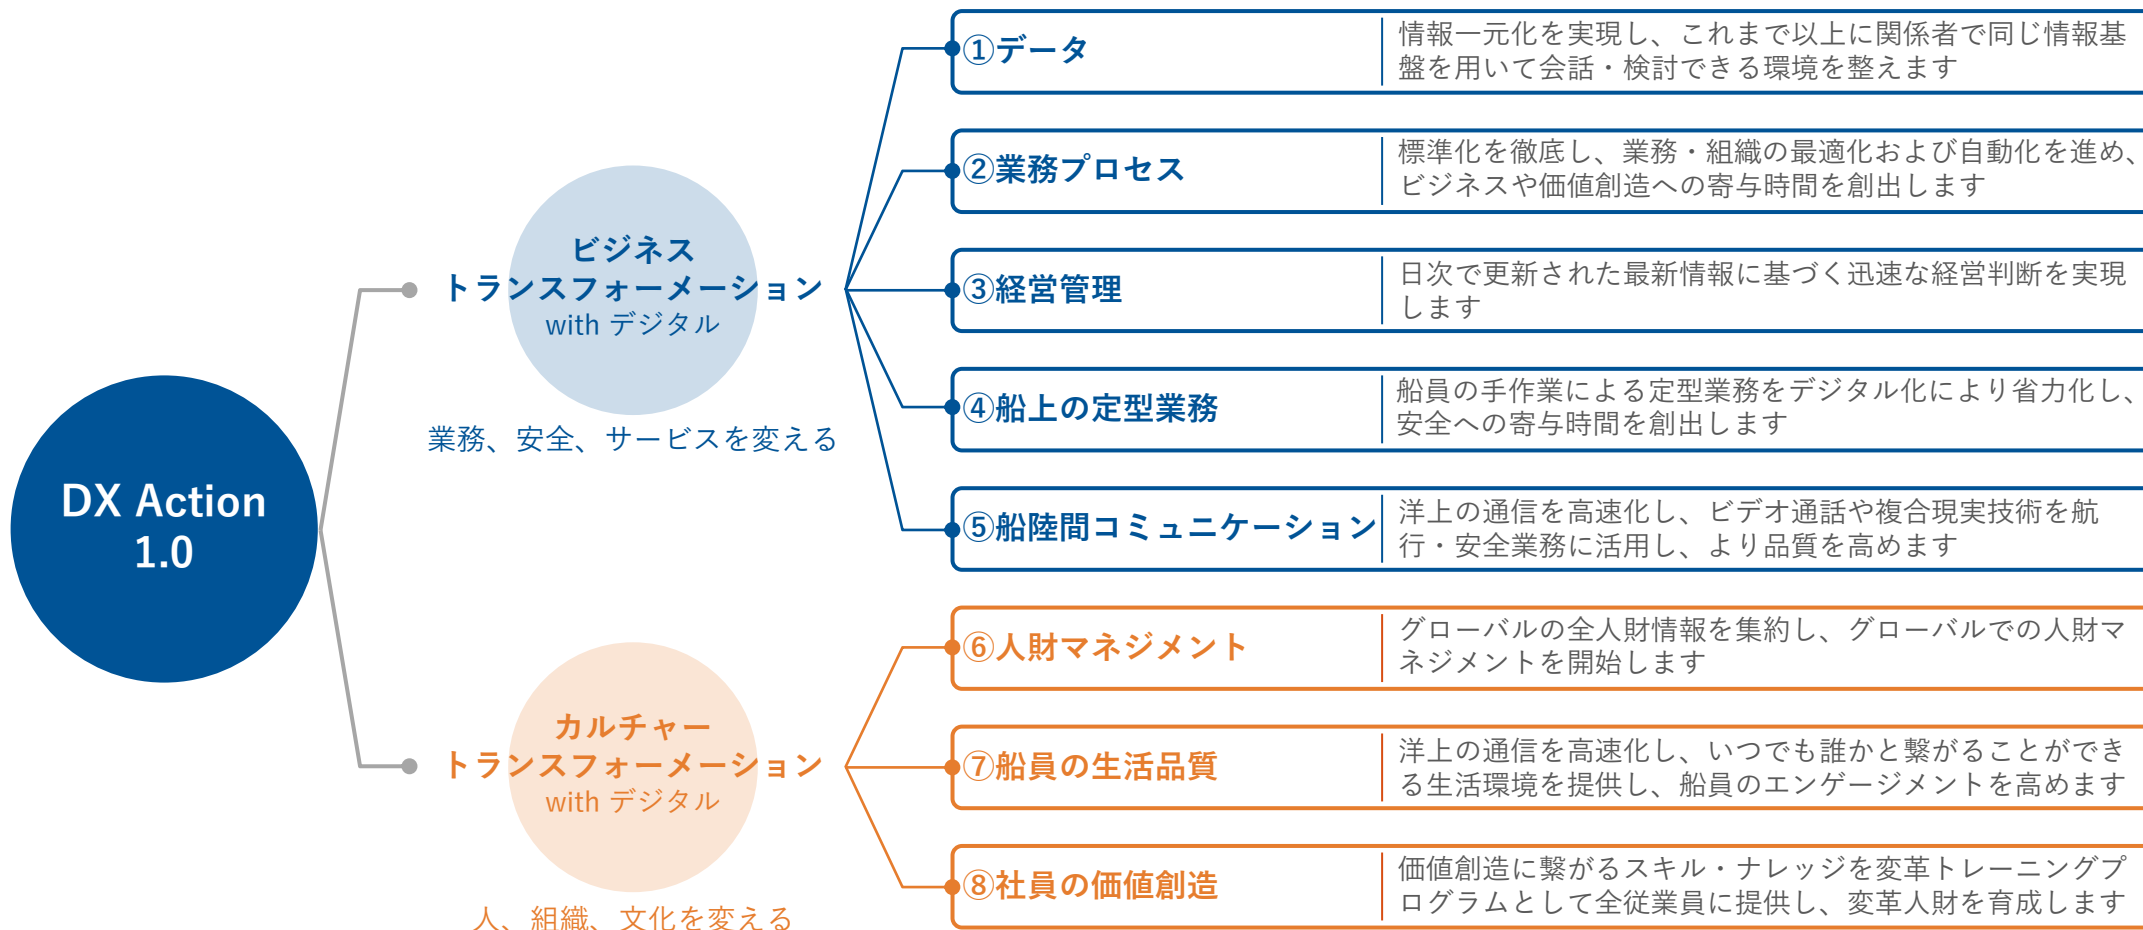 DX Action
1.0
ビジネス
トランスフォーメーション
with デジタル
業務、安全、サービスを変える
①データ
情報一元化を実現し、これまで以上に関係者で同じ情報基
盤を用いて会話・検討できる環境を整えます
②業務プロセス
標準化を徹底し、業務・組織の最適化および自動化を進め、
ビジネスや価値創造への寄与時間を創出します
③経営管理
日次で更新された最新情報に基づく迅速な経営判断を実現
します
④船上の定型業務
船員の手作業による定型業務をデジタル化により省力化し、
安全への寄与時間を創出します
⑤船陸間コミュニケーション
洋上の通信を高速化し、ビデオ通話や複合現実技術を航
行・安全業務に活用し、より品質を高めます
カルチャー
トランスフォーメーション
with デジタル
人、組織、文化を変える
⑥人財マネジメント
グローバルの全人財情報を集約し、グローバルでの人財マ
ネジメントを開始します
⑦船員の生活品質
洋上の通信を高速化し、いつでも誰かと繋がることができ
る生活環境を提供し、船員のエンゲージメントを高めます
⑧社員の価値創造
価値創造に繋がるスキル・ナレッジを変革トレーニングプ
ログラムとして全従業員に提供し、変革人財を育成します